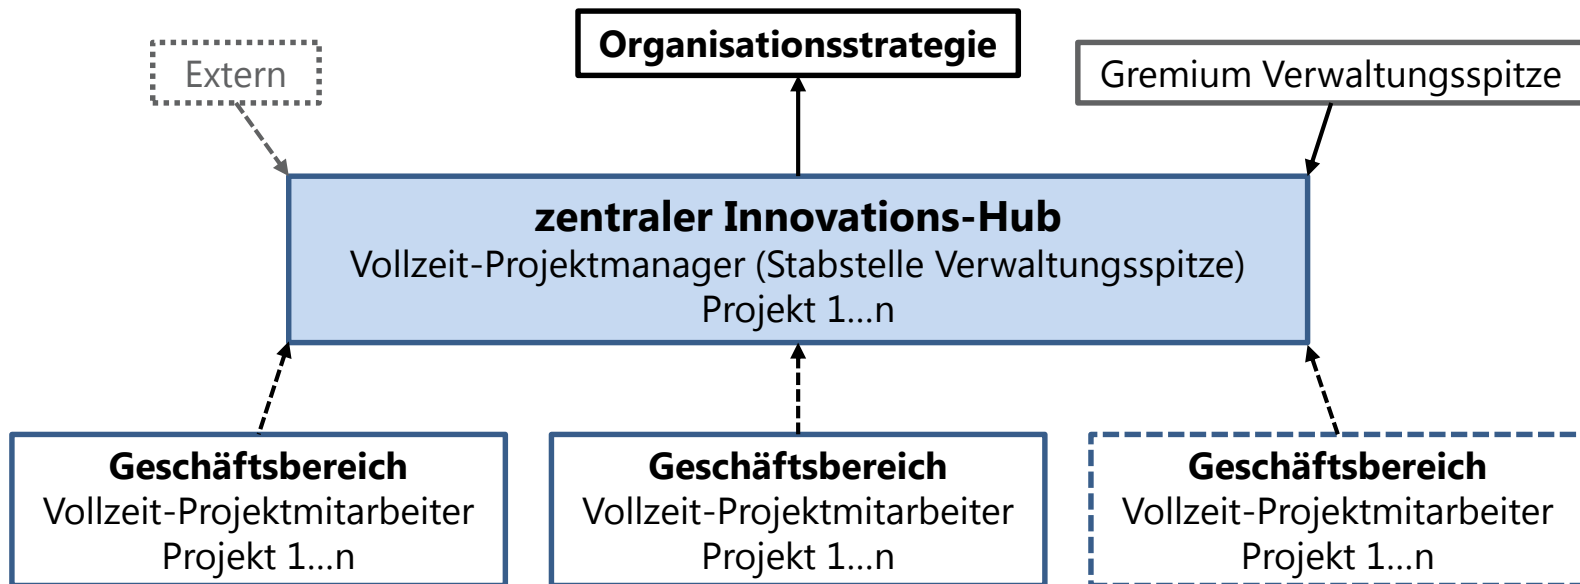 Extern
Organisationsstrategie
Gremium Verwaltungsspitze
zentraler Innovations-Hub
Vollzeit-Projektmanager (Stabstelle Verwaltungsspitze)
Projekt 1...n
Geschäftsbereich
Vollzeit-Projektmitarbeiter
Projekt 1...n
Geschäftsbereich
Vollzeit-Projektmitarbeiter
Projekt 1...n
Geschäftsbereich
Vollzeit-Projektmitarbeiter
Projekt 1...n